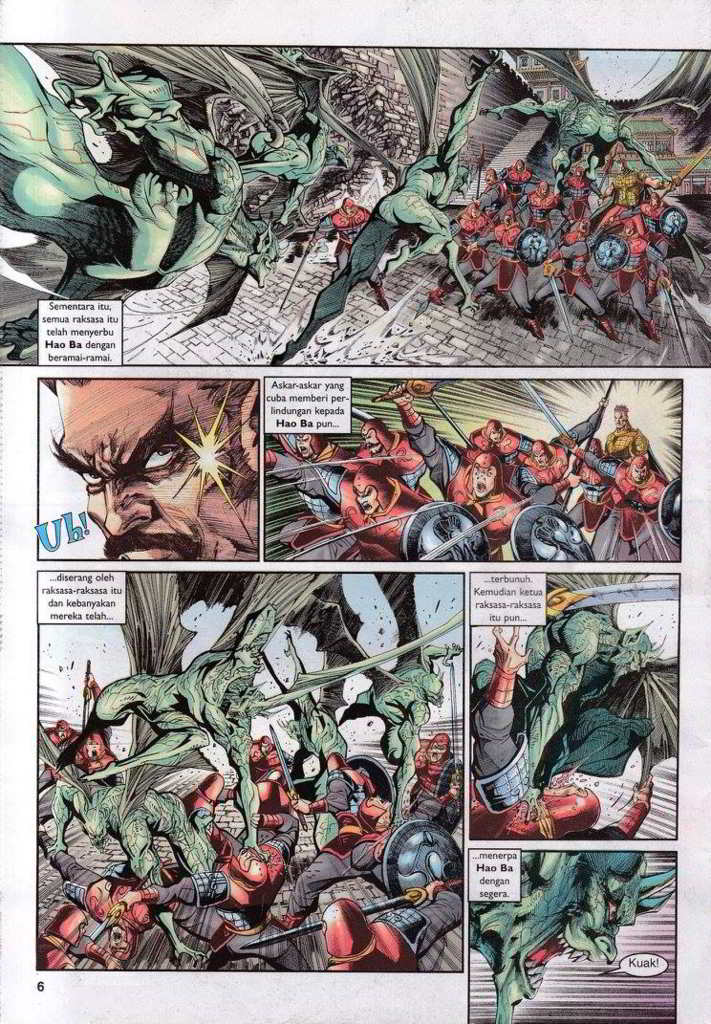 Sementara itu,
semua raksasa itu
telah menyerbu
Hao Ba dengan
beramai-ramai.
Uh!
Askar-askar yang
cuba memberi per-
lindungan kepada
Hao Ba pun...
...diserang oleh
raksasa-raksasa itu
dan kebanyakan
mereka telah...
...terbunuh.
Kemudian ketua
raksasa-raksasa
itu pun...
...menerpa
Hao Ba
dengan
segera.
Kuak!
6